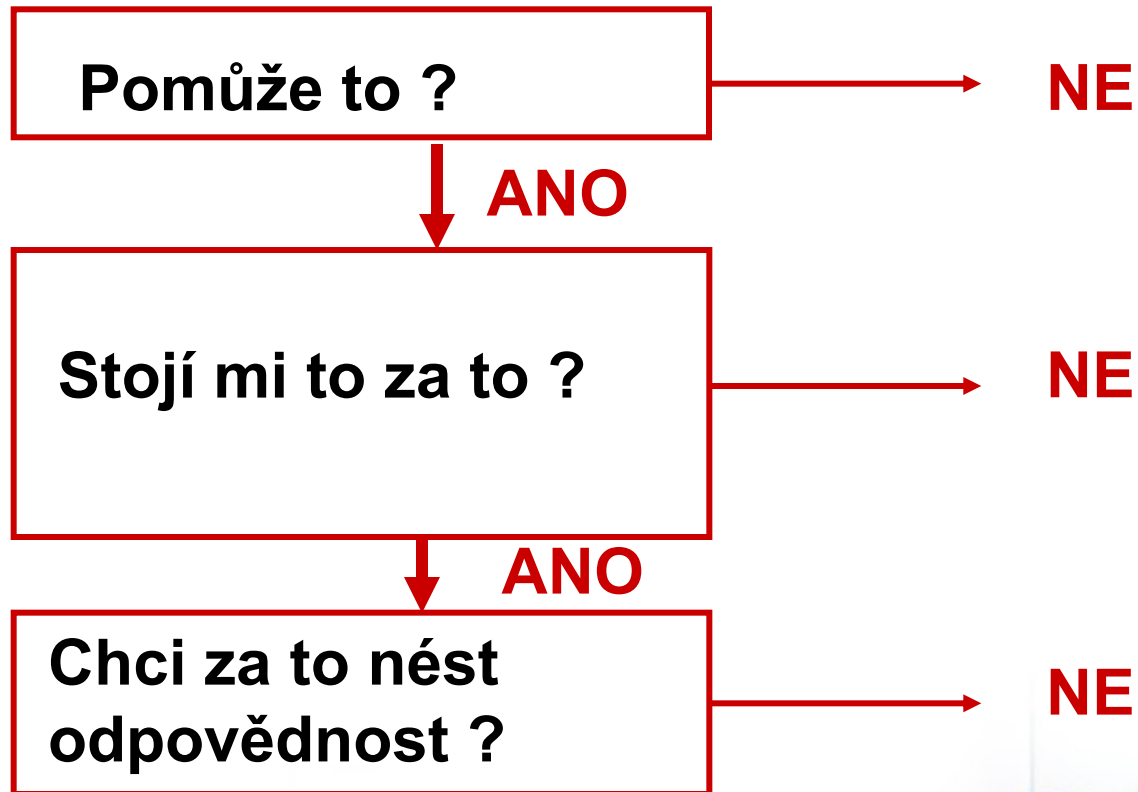 Pomůže to ? NE
ANO
Stojí mi to za to ? NE
ANO
Chci za to nést
odpovědnost ? NE